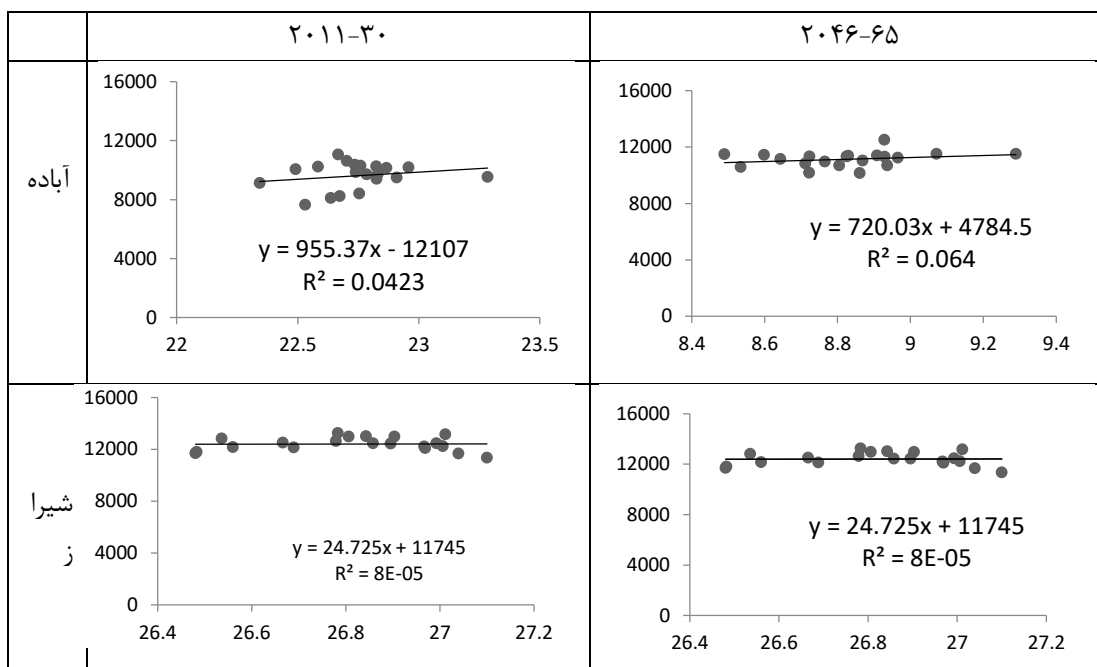 ۲۰۱۱-۳۰
۲۰۴۶-۶۵
آباده
16000
12000
8000
4000
0
y = 955.37x - 12107
R² = 0.0423
22 22.5 23 23.5
16000
12000
8000
4000
0
y = 720.03x + 4784.5
R² = 0.064
8.4 8.6 8.8 9 9.2 9.4
شیرا
ز
16000
12000
8000
4000
0
y = 24.725x + 11745
R² = 8E-05
26.4 26.6 26.8 27 27.2
16000
12000
8000
4000
0
y = 24.725x + 11745
R² = 8E-05
26.4 26.6 26.8 27 27.2